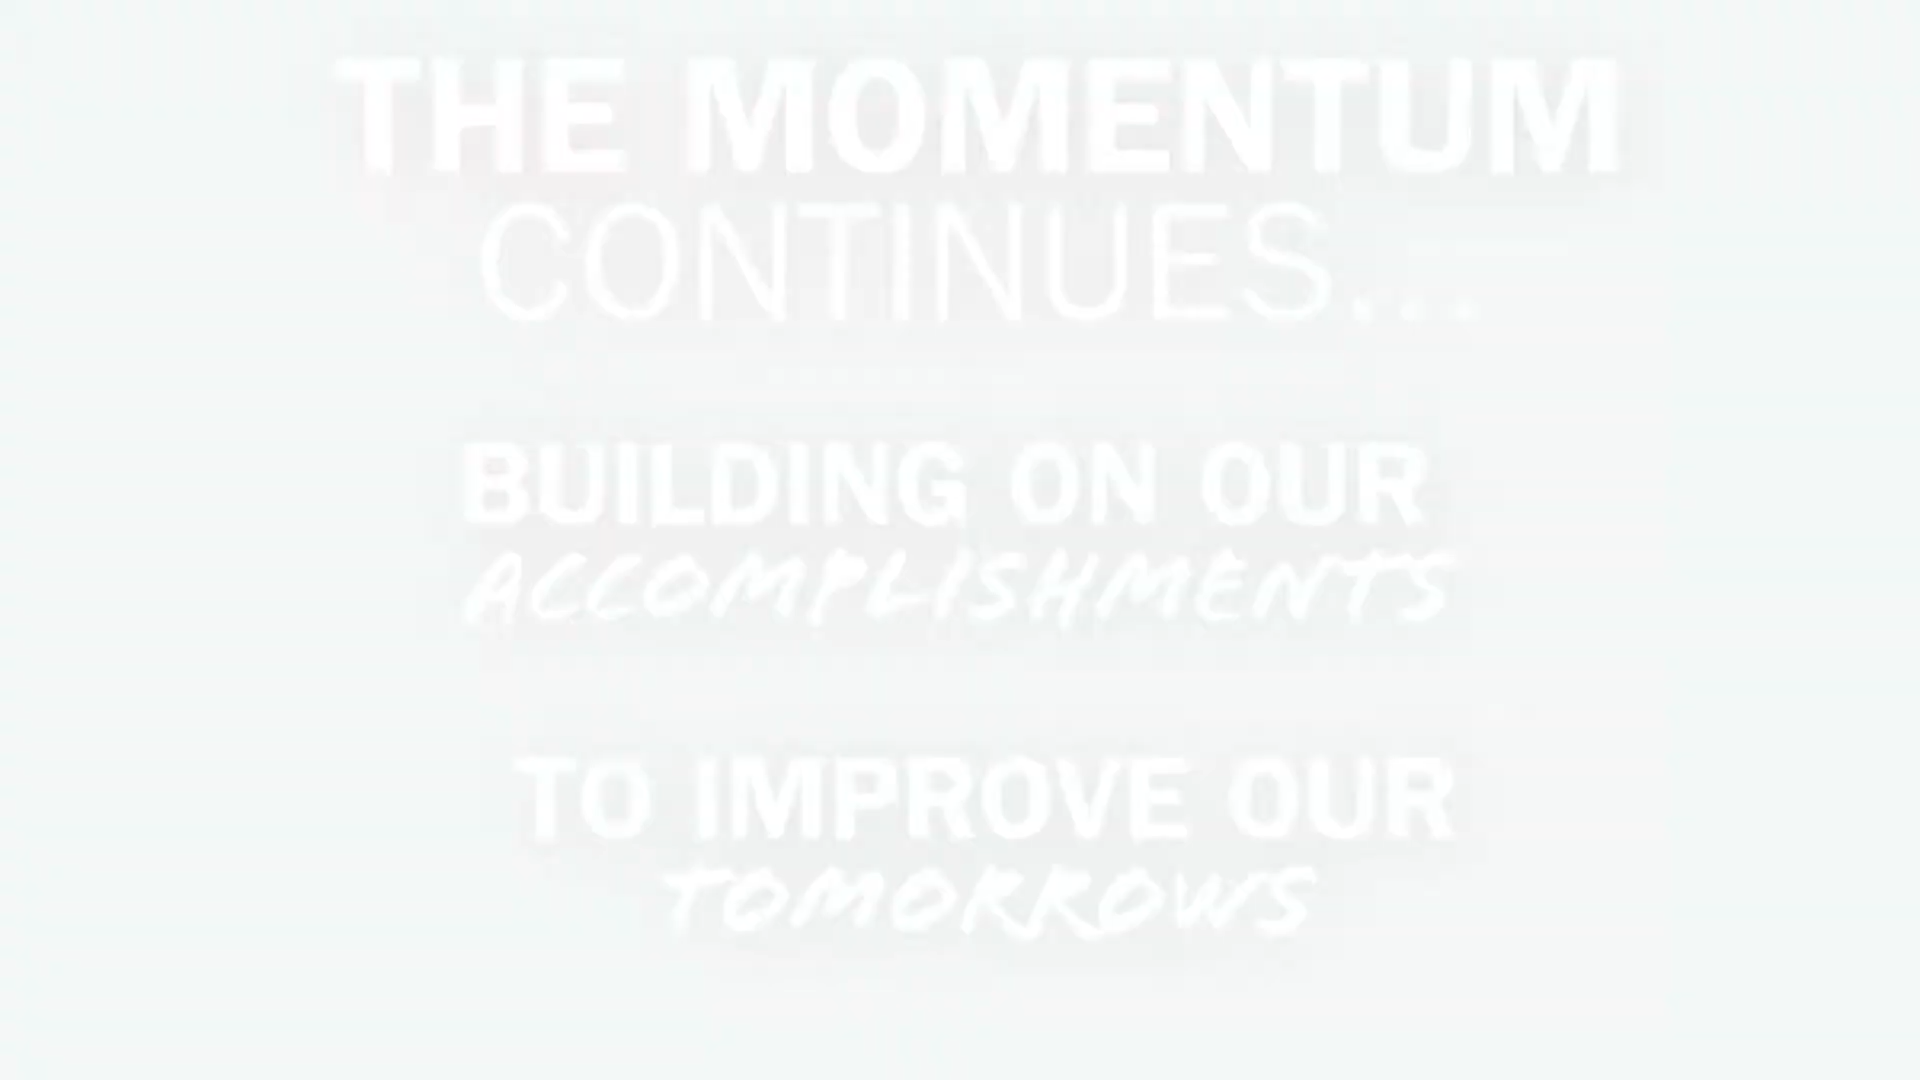 THE MOMENTUM
CONTINUES...
BUILDING ON OUR
ACCOMPLISHMENTS
TO IMPROVE OUR
TOMORROWS